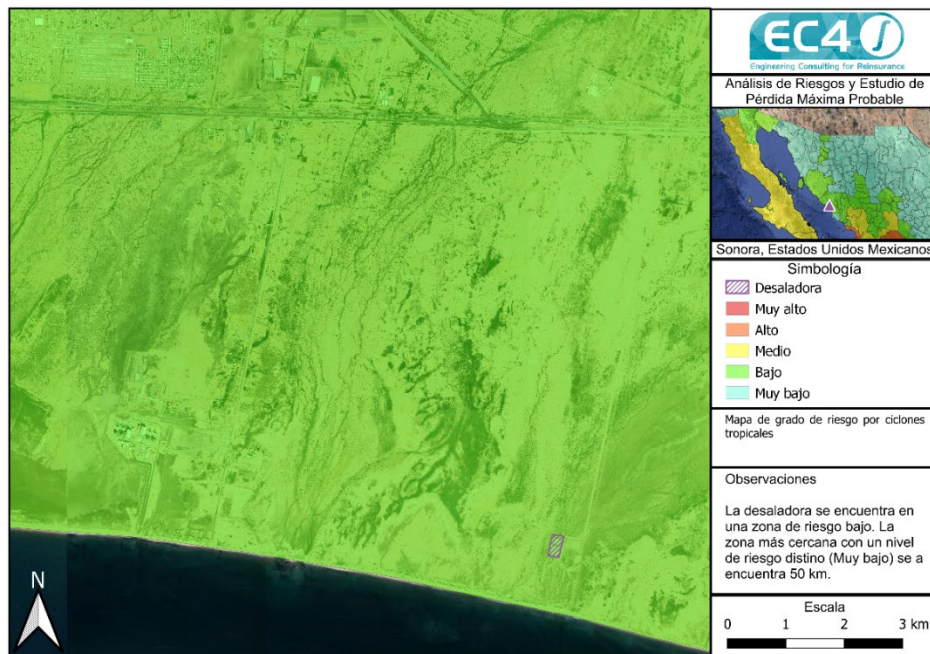 EC4
Engineering Consulting for Reinsurance
Análisis de Riesgos y Estudio de
Pérdida Máxima Probable
Sonora, Estados Unidos Mexicanos
Simbología
Desaladora
Muy alto
Alto
Medio
Bajo
Muy bajo
Mapa de grado de riesgo por ciclones
tropicales
Observaciones
La desaladora se encuentra en
una zona de riesgo bajo. La
zona más cercana con un nivel
de riesgo distino (Muy bajo) se a
encuentra 50 km.
N
Escala
0 1 2 3 km